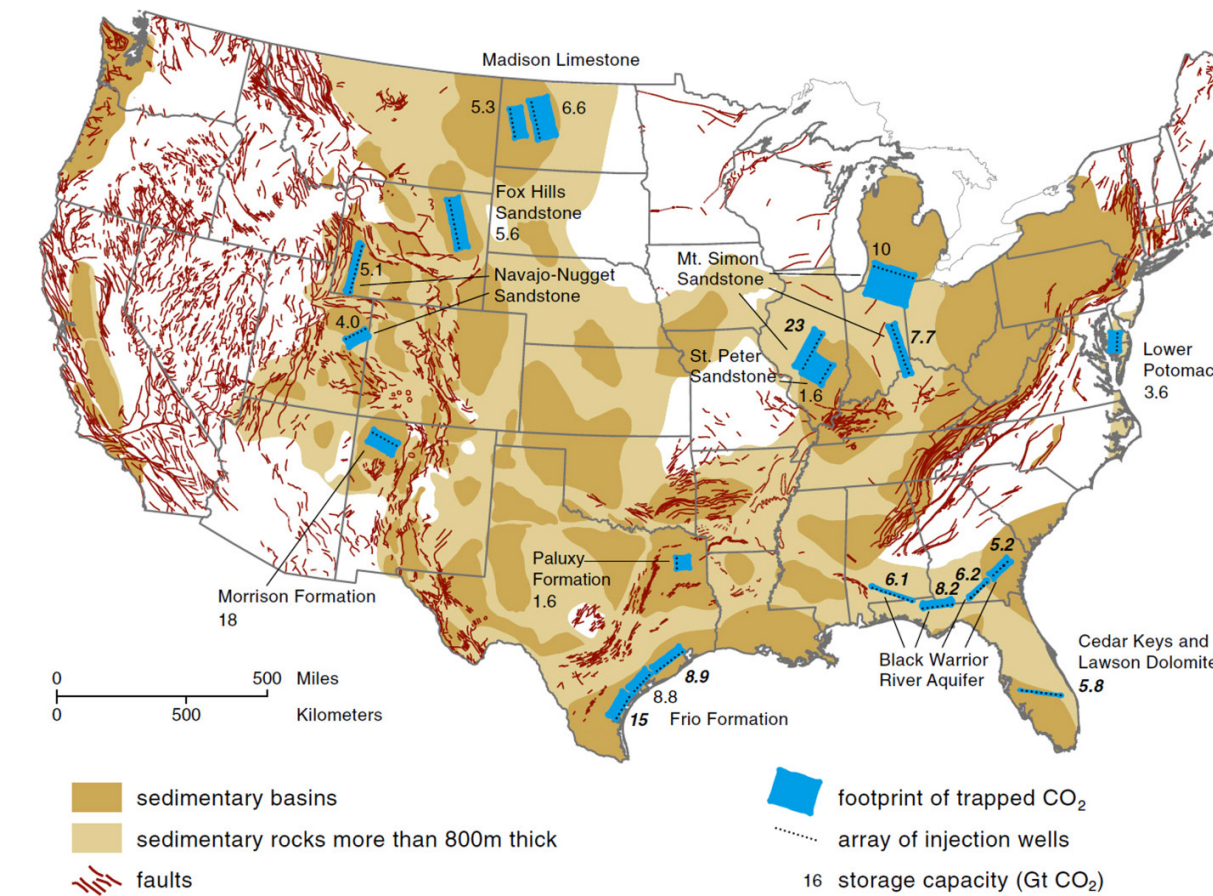 Madison Limestone
5.3
6.6
Fox Hills
Sandstone
5.6
5.1
Navajo-Nugget
Sandstone
4.0
Mt. Simon
Sandstone
10
23
7.7
St. Peter
Sandstone
1.6
Lower
Potomac
3.6
Morrison Formation
18
Paluxy
Formation
1.6
6.1
8.2
6.2
5.2
Black Warrior
River Aquifer
Cedar Keys and
Lawson Dolomite
5.8
8.9
8.8
15
Frio Formation
0 500 Miles
0 500 Kilometers
sedimentary basins
sedimentary rocks more than 800m thick
faults
footprint of trapped CO₂
array of injection wells
16 storage capacity (Gt CO₂)